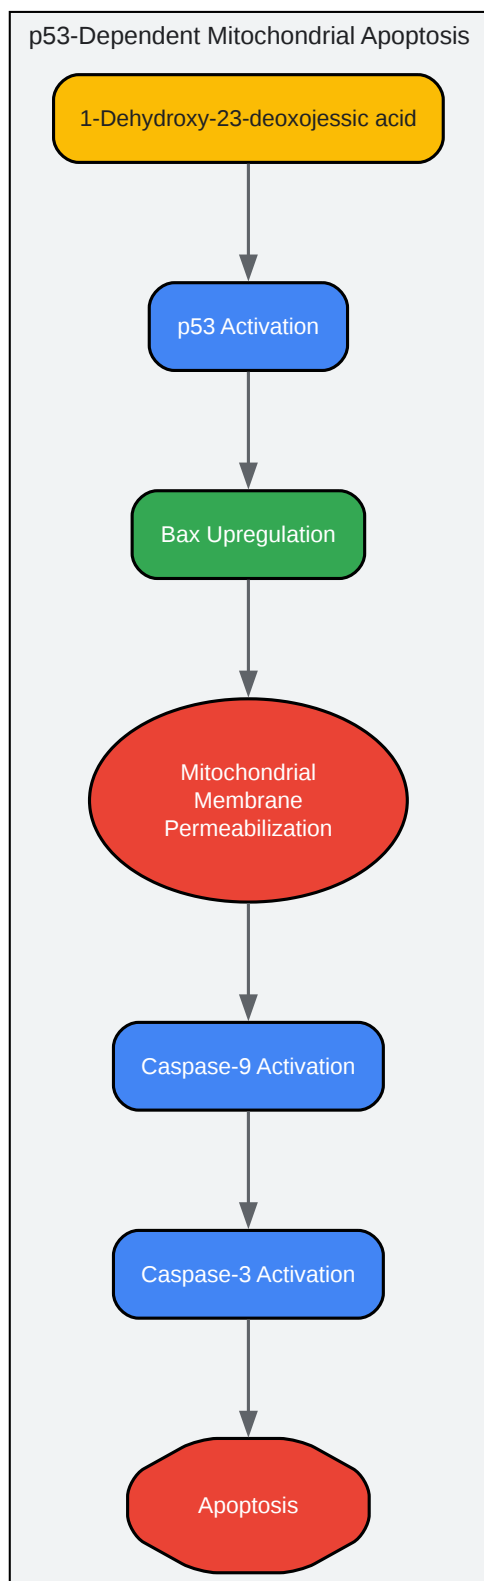 p53-Dependent Mitochondrial Apoptosis
1-Dehydroxy-23-deoxojessic acid
p53 Activation
Bax Upregulation
Mitochondrial
Membrane
Permeabilization
Caspase-9 Activation
Caspase-3 Activation
Apoptosis